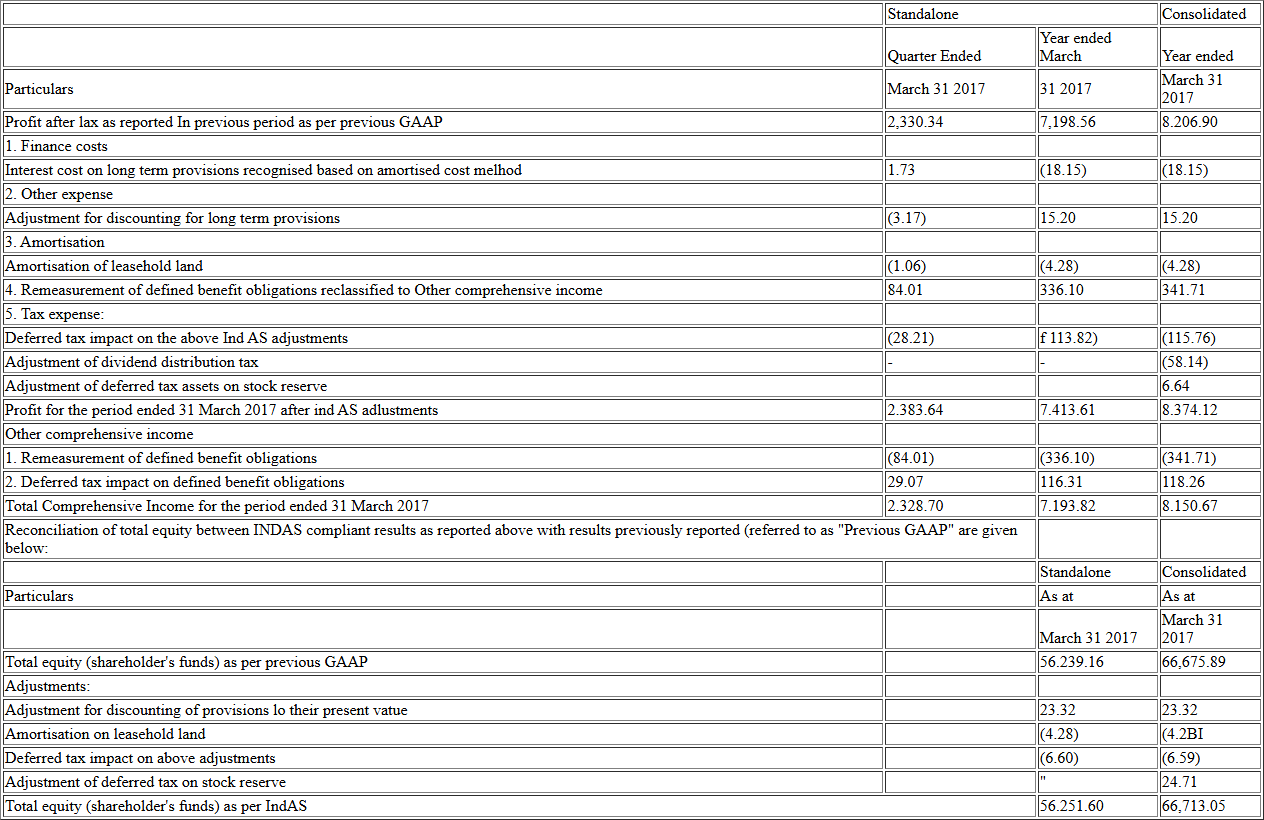 Standalone Consolidated
Quarter Ended Year ended March Year ended
Particulars March 31 2017 31 2017 March 31 2017
Profit after lax as reported In previous period as per previous GAAP 2,330.34 7,198.56 8.206.90
1. Finance costs
Interest cost on long term provisions recognised based on amortised cost melhod 1.73 (18.15) (18.15)
2. Other expense
Adjustment for discounting for long term provisions (3.17) 15.20 15.20
3. Amortisation
Amortisation of leasehold land (1.06) (4.28) (4.28)
4. Remeasurement of defined benefit obligations reclassified to Other comprehensive income 84.01 336.10 341.71
5. Tax expense:
Deferred tax impact on the above Ind AS adjustments (28.21) f 113.82) (115.76)
Adjustment of dividend distribution tax - - (58.14)
Adjustment of deferred tax assets on stock reserve 6.64
Profit for the period ended 31 March 2017 after ind AS adlustments 2.383.64 7.413.61 8.374.12
Other comprehensive income
1. Remeasurement of defined benefit obligations (84.01) (336.10) (341.71)
2. Deferred tax impact on defined benefit obligations 29.07 116.31 118.26
Total Comprehensive Income for the period ended 31 March 2017 2.328.70 7.193.82 8.150.67
Reconciliation of total equity between INDAS compliant results as reported above with results previously reported (referred to as "Previous GAAP" are given
below:
Standalone Consolidated
Particulars As at As at
March 31 2017 March 31 2017
Total equity (shareholder's funds) as per previous GAAP 56.239.16 66,675.89
Adjustments:
Adjustment for discounting of provisions lo their present vatue 23.32 23.32
Amortisation on leasehold land (4.28) (4.2BI
Deferred tax impact on above adjustments (6.60) (6.59)
Adjustment of deferred tax on stock reserve " 24.71
Total equity (shareholder's funds) as per IndAS 56.251.60 66,713.05